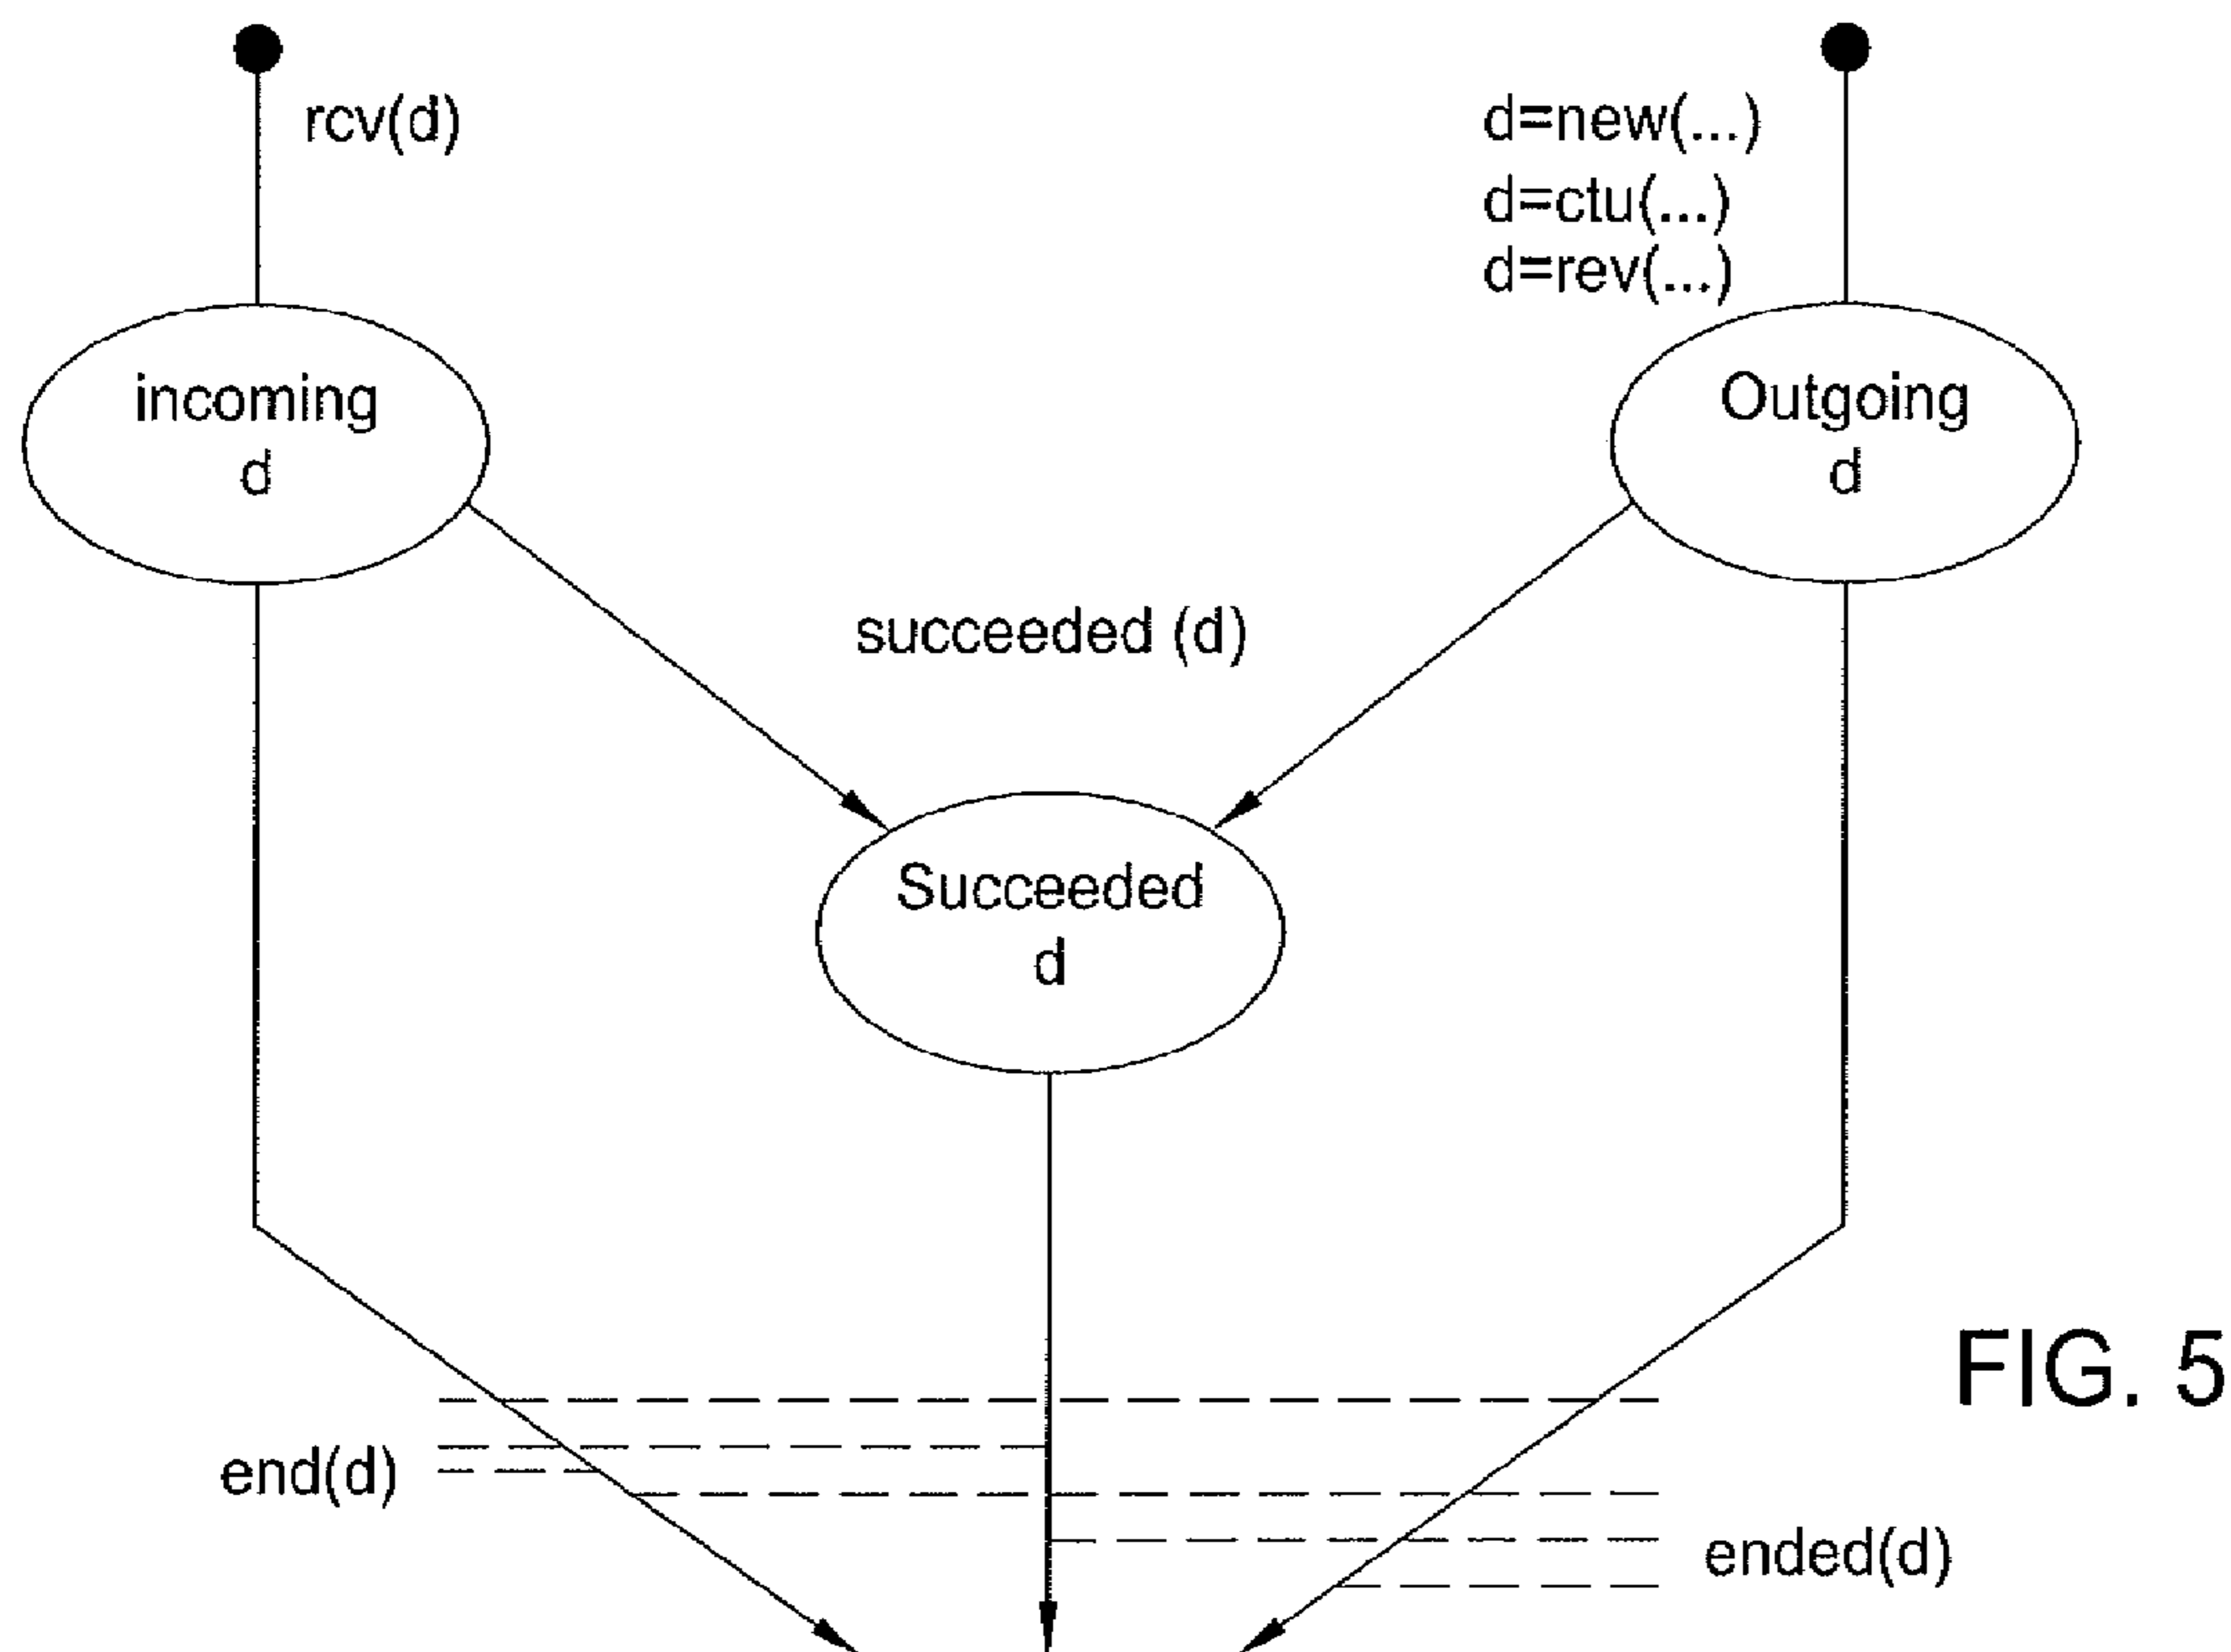 rcv(d)
d=new(...)
d=ctu(...)
d=rev(...)
incoming
d
Outgoing
d
succeeded (d)
Succeeded
d
FIG. 5
end(d)
ended(d)